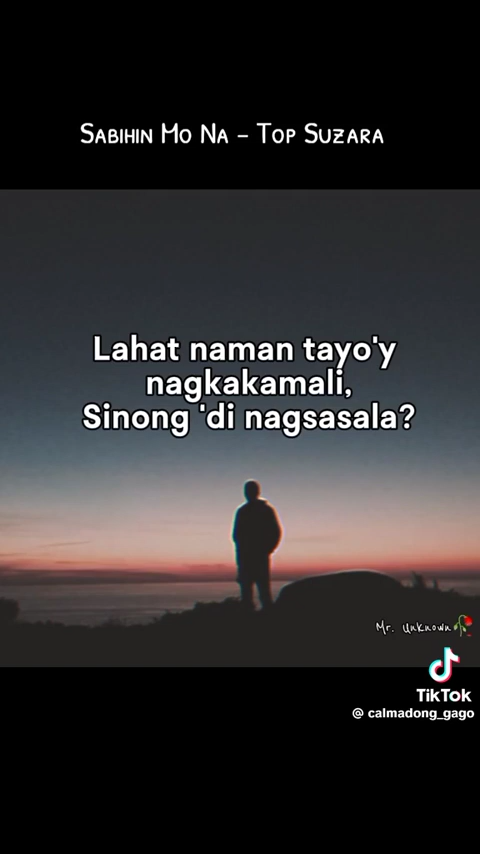 Sabihin Mo Na - Top Suzara
Lahat naman tayo'y
nagkakamali,
Sinong 'di nagsasala?
Mr. Unknown
TikTok
@ calmadong_gago